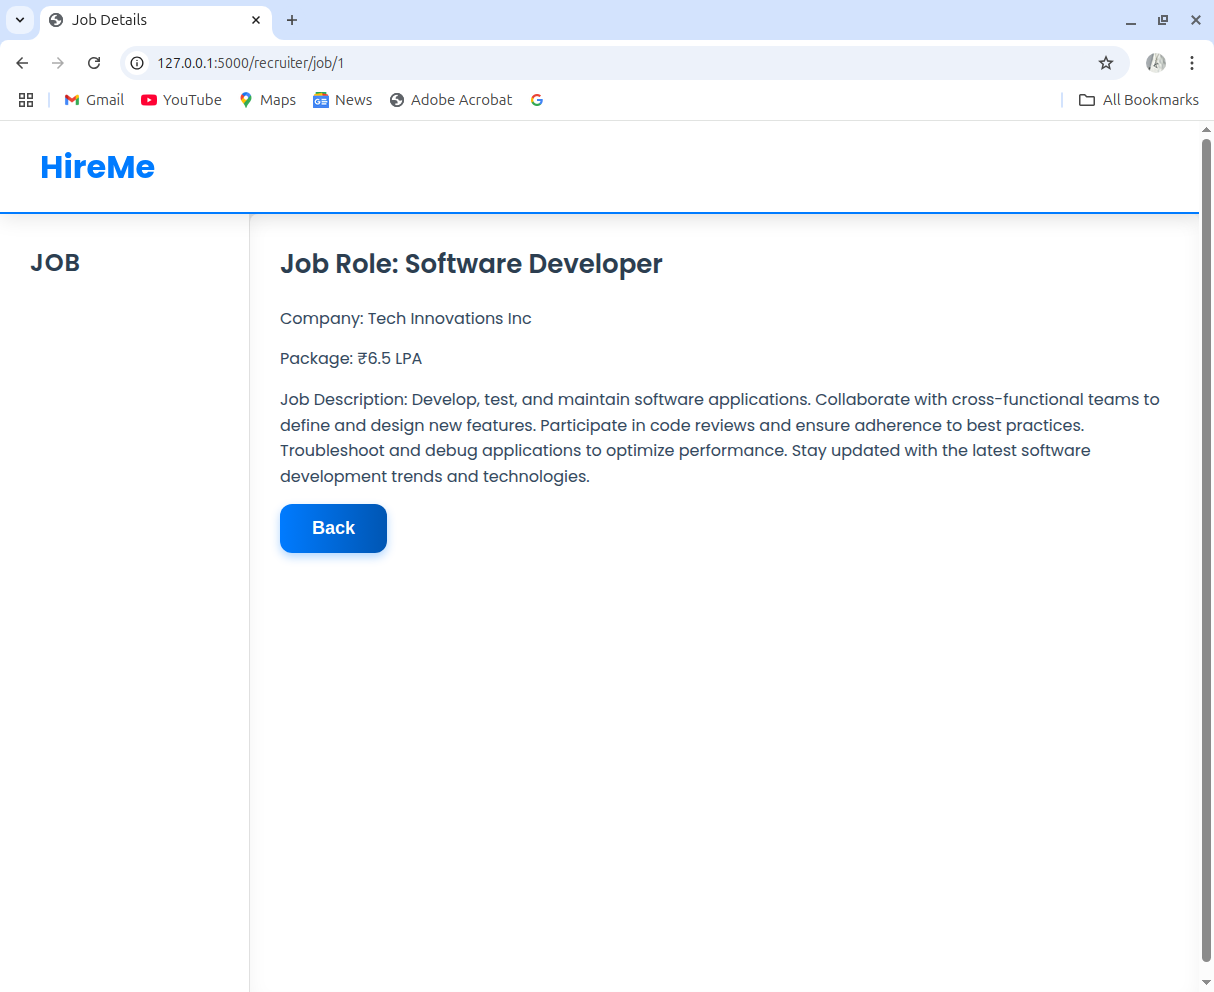 Job Details
127.0.0.1:5000/recruiter/job/1
Gmail YouTube Maps News Adobe Acrobat All Bookmarks
HireMe
JOB
Job Role: Software Developer
Company: Tech Innovations Inc
Package: ₹6.5 LPA
Job Description: Develop, test, and maintain software applications. Collaborate with cross-functional teams to
define and design new features. Participate in code reviews and ensure adherence to best practices.
Troubleshoot and debug applications to optimize performance. Stay updated with the latest software
development trends and technologies.
Back